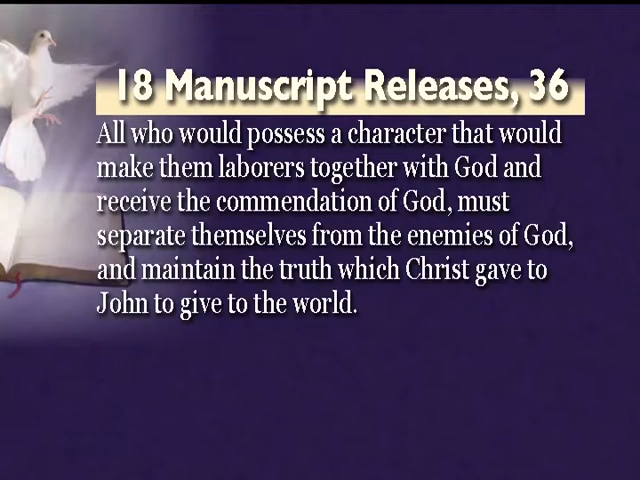 18 Manuscript Releases, 36
All who would possess a character that would
make them laborers together with God and
receive the commendation of God, must
separate themselves from the enemies of God,
and maintain the truth which Christ gave to
John to give to the world.